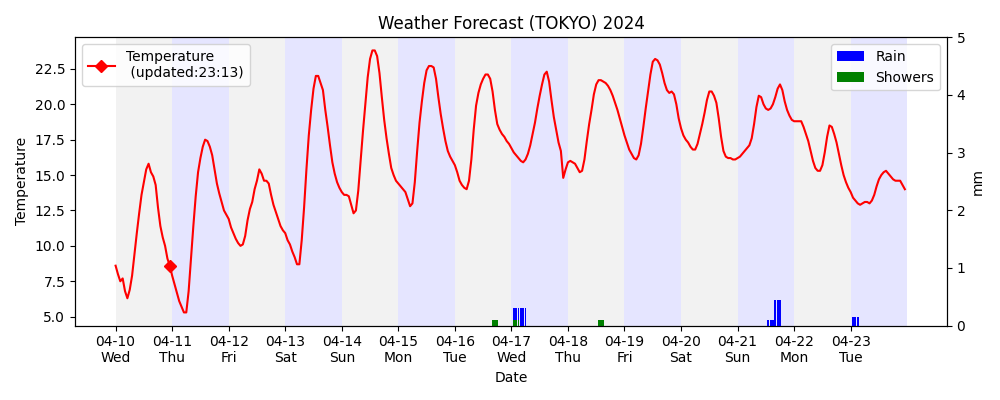 Weather Forecast (TOKYO) 2024
Temperature
(updated:23:13)
Rain
Showers
Temperature
22.5
20.0
17.5
15.0
12.5
10.0
7.5
5.0
5
4
3
2
1
0
mm
04-10 04-11 04-12 04-13 04-14 04-15 04-16 04-17 04-18 04-19 04-20 04-21 04-22 04-23
Wed Thu Fri Sat Sun Mon Tue Wed Thu Fri Sat Sun Mon Tue
Date